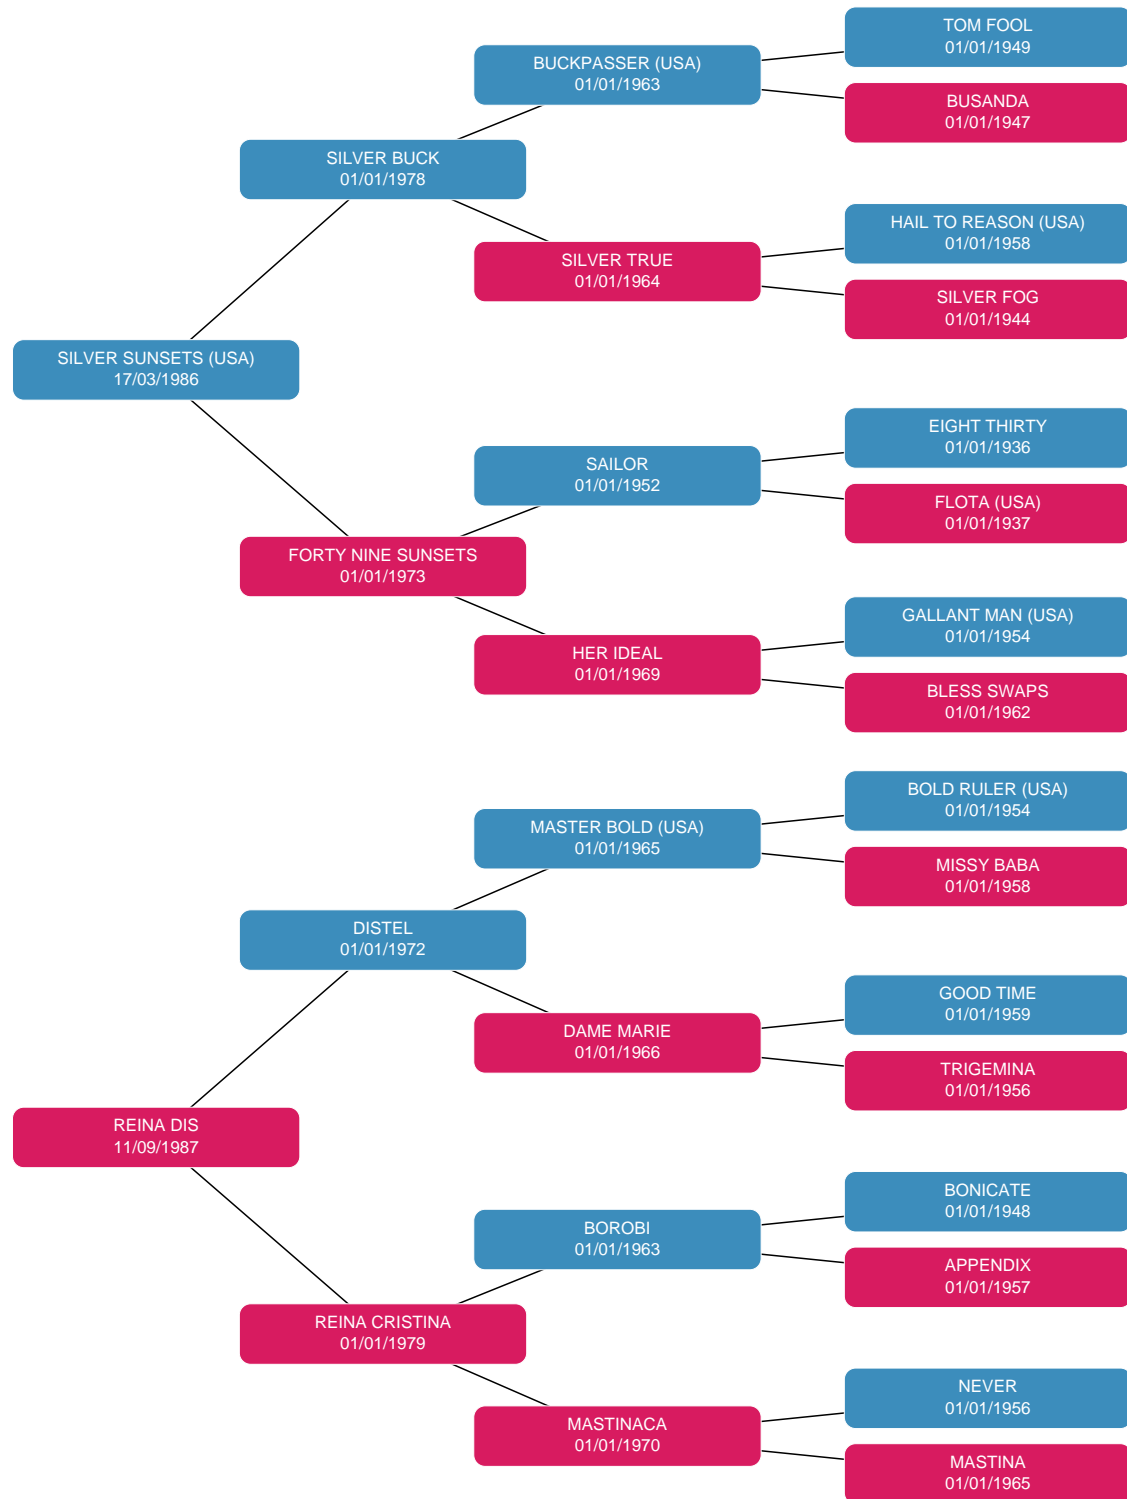 TOM FOOL
01/01/1949
BUCKPASSER (USA)
01/01/1963
BUSANDA
01/01/1947
SILVER BUCK
01/01/1978
HAIL TO REASON (USA)
01/01/1958
SILVER TRUE
01/01/1964
SILVER FOG
01/01/1944
SILVER SUNSETS (USA)
17/03/1986
EIGHT THIRTY
01/01/1936
SAILOR
01/01/1952
FLOTA (USA)
01/01/1937
FORTY NINE SUNSETS
01/01/1973
GALLANT MAN (USA)
01/01/1954
HER IDEAL
01/01/1969
BLESS SWAPS
01/01/1962
BOLD RULER (USA)
01/01/1954
MASTER BOLD (USA)
01/01/1965
MISSY BABA
01/01/1958
DISTEL
01/01/1972
GOOD TIME
01/01/1959
DAME MARIE
01/01/1966
TRIGEMINA
01/01/1956
REINA DIS
11/09/1987
BONICATE
01/01/1948
BOROBI
01/01/1963
APPENDIX
01/01/1957
REINA CRISTINA
01/01/1979
NEVER
01/01/1956
MASTINACA
01/01/1970
MASTINA
01/01/1965